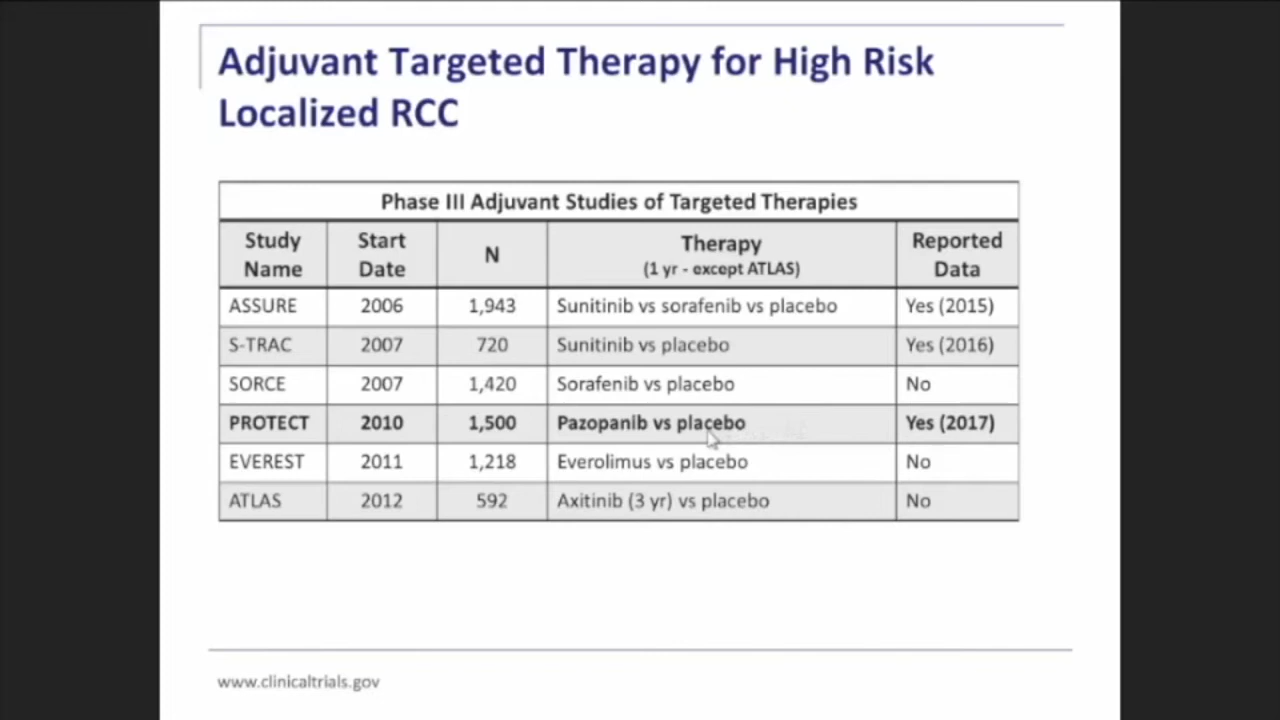 Adjuvant Targeted Therapy for High Risk
Localized RCC
Phase III Adjuvant Studies of Targeted Therapies
Study Name Start Date N Therapy (1 yr - except ATLAS) Reported Data
ASSURE 2006 1,943 Sunitinib vs sorafenib vs placebo Yes (2015)
S-TRAC 2007 720 Sunitinib vs placebo Yes (2016)
SORCE 2007 1,420 Sorafenib vs placebo No
PROTECT 2010 1,500 Pazopanib vs placebo Yes (2017)
EVEREST 2011 1,218 Everolimus vs placebo No
ATLAS 2012 592 Axitinib (3 yr) vs placebo No
www.clinicaltrials.gov